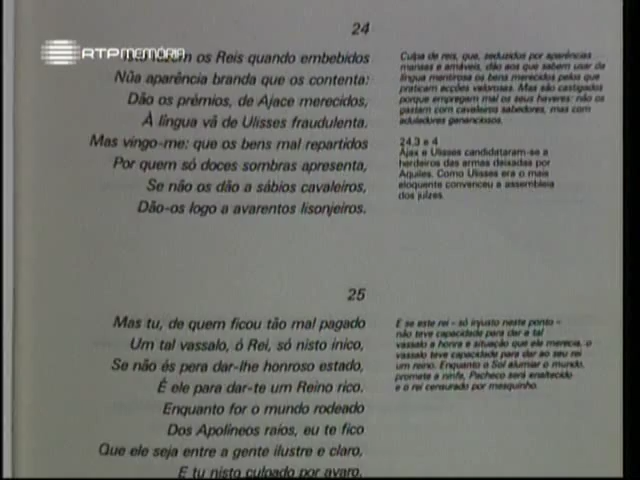 24
RTP MEMÓRIA
os Reis quando embebidos
Nũa aparência branda que os contenta:
Dão os prémios, de Ajace merecidos,
À língua vã de Ulisses fraudulenta.
Mas vingo-me: que os bens mal repartidos
Por quem só doces sombras apresenta,
Se não os dão a sábios cavaleiros,
Dão-os logo a avarentos lisonjeiros.
Culpa de reis, que, seduzidos por aparências
mansas e amáveis, dão aos que sabem usar da
língua mentirosa os bens merecidos pelos que
praticam acções valorosas. Mas são castigados
porque empregam mal os seus haveres: não os
gastam com cavaleiros sabedores, mas com
aduladores gananciosos.
24.3 e 4
Ajax e Ulisses candidataram-se a
herdeiros das armas deixadas por
Aquiles. Como Ulisses era o mais
eloquente convenceu a assembleia
dos juízes.
25
Mas tu, de quem ficou tão mal pagado
Um tal vassalo, ó Rei, só nisto inico,
Se não és pera dar-lhe honroso estado,
É ele para dar-te um Reino rico.
Enquanto for o mundo rodeado
Dos Apolíneos raios, eu te fico
Que ele seja entre a gente ilustre e claro,
E tu nisto culpado por avaro.
E se este rei – só injusto neste ponto –
não teve capacidade para dar a tal
vassalo a honra e situação que ele merecia, o
vassalo teve capacidade para dar ao seu rei
um reino. Enquanto o Sol alumiar o mundo,
promete a ninfa, Pacheco será enaltecido
e o rei censurado por mesquinho.